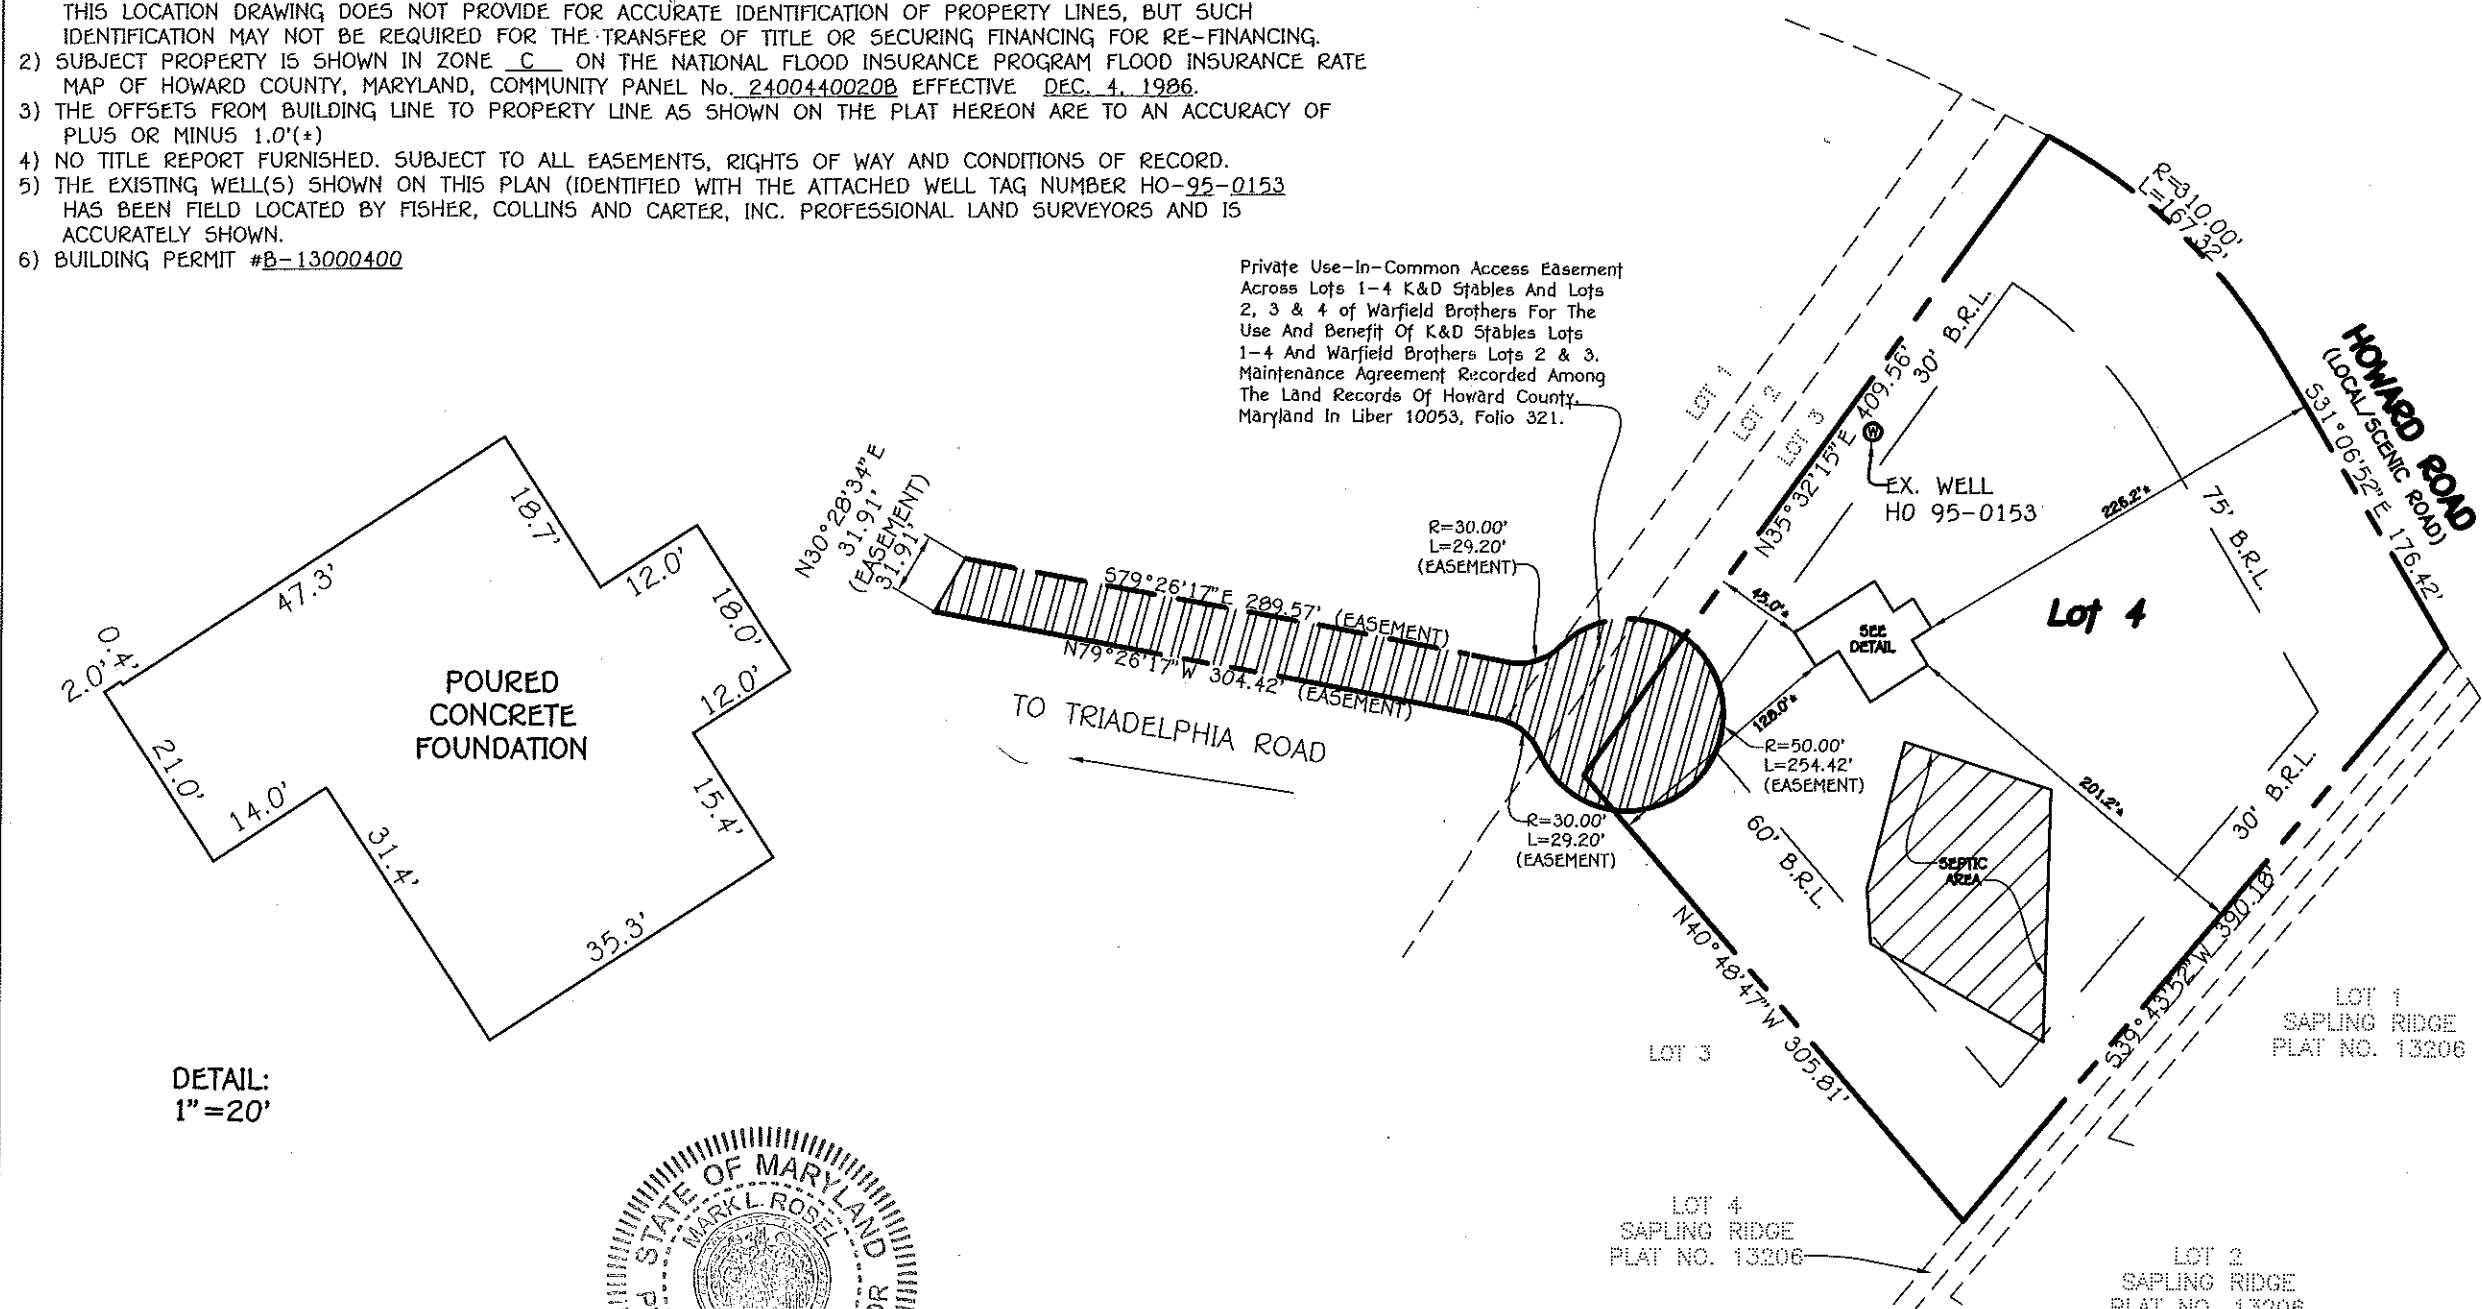 THIS LOCATION DRAWING DOES NOT PROVIDE FOR ACCURATE IDENTIFICATION OF PROPERTY LINES, BUT SUCH
IDENTIFICATION MAY NOT BE REQUIRED FOR THE TRANSFER OF TITLE OR SECURING FINANCING FOR RE-FINANCING.
2) SUBJECT PROPERTY IS SHOWN IN ZONE C ON THE NATIONAL FLOOD INSURANCE PROGRAM FLOOD INSURANCE RATE
MAP OF HOWARD COUNTY, MARYLAND, COMMUNITY PANEL No. 2400440020B EFFECTIVE DEC. 4, 1986.
3) THE OFFSETS FROM BUILDING LINE TO PROPERTY LINE AS SHOWN ON THE PLAT HEREON ARE TO AN ACCURACY OF
PLUS OR MINUS 1.0'(±)
4) NO TITLE REPORT FURNISHED. SUBJECT TO ALL EASEMENTS, RIGHTS OF WAY AND CONDITIONS OF RECORD.
5) THE EXISTING WELL(S) SHOWN ON THIS PLAN (IDENTIFIED WITH THE ATTACHED WELL TAG NUMBER HO-95-0153
HAS BEEN FIELD LOCATED BY FISHER, COLLINS AND CARTER, INC. PROFESSIONAL LAND SURVEYORS AND IS
ACCURATELY SHOWN.
6) BUILDING PERMIT #B-13000400
Private Use-In-Common Access Easement
Across Lots 1-4 K&D Stables And Lots
2, 3 & 4 of Warfield Brothers For The
Use And Benefit Of K&D Stables Lots
1-4 And Warfield Brothers Lots 2 & 3.
Maintenance Agreement Recorded Among
The Land Records Of Howard County,
Maryland In Liber 10053, Folio 321.
R=310.00'
L=167.32'
HOWARD ROAD
(LOCAL/SCENIC ROAD)
S31°06'52"E 176.42'
LOT 1
LOT 2
LOT 3
N35°32'15"E 409.56'
30' B.R.L.
W
EX. WELL
HO 95-0153
226.2'±
75' B.R.L.
Lot 4
45.0'±
SEE
DETAIL
128.0'±
201.2'±
30' B.R.L.
60' B.R.L.
SEPTIC
AREA
S39°43'52"W 390.18'
N40°48'47"W 305.81'
R=50.00'
L=254.42'
(EASEMENT)
R=30.00'
L=29.20'
(EASEMENT)
R=30.00'
L=29.20'
(EASEMENT)
N30°28'34"E
31.91'
(EASEMENT)
31.91'
S79°26'17"E 289.57' (EASEMENT)
N79°26'17"W 304.42' (EASEMENT)
TO TRIADELPHIA ROAD
18.7'
12.0'
18.0'
12.0'
15.4'
35.3'
31.4'
14.0'
21.0'
2.0'
0.4'
47.3'
POURED
CONCRETE
FOUNDATION
DETAIL:
1"=20'
LOT 3
LOT 1
SAPLING RIDGE
PLAT NO. 13206
LOT 4
SAPLING RIDGE
PLAT NO. 13206
LOT 2
SAPLING RIDGE
PLAT NO. 13206
STATE OF MARYLAND
MARK L. ROBEL